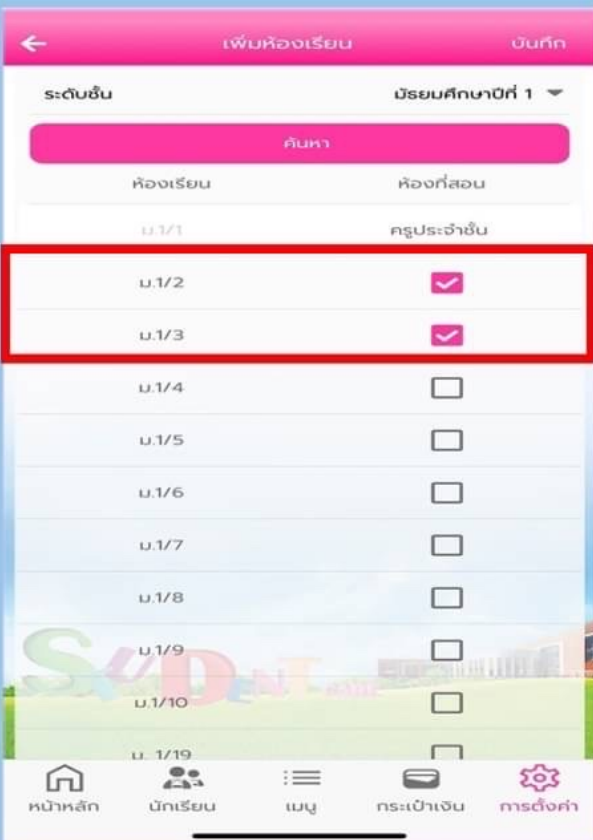 เพิ่มห้องเรียน บันทึก
ระดับชั้น มัธยมศึกษาปีที่ 1
ค้นหา
ห้องเรียน ห้องที่สอน
ม.1/1 ครูประจำชั้น
ม.1/2
ม.1/3
ม.1/4
ม.1/5
ม.1/6
ม.1/7
ม.1/8
ม.1/9
STUDENT
ม.1/10
ม. 1/19
หน้าหลัก นักเรียน เมนู กระเป๋าเงิน การตั้งค่า